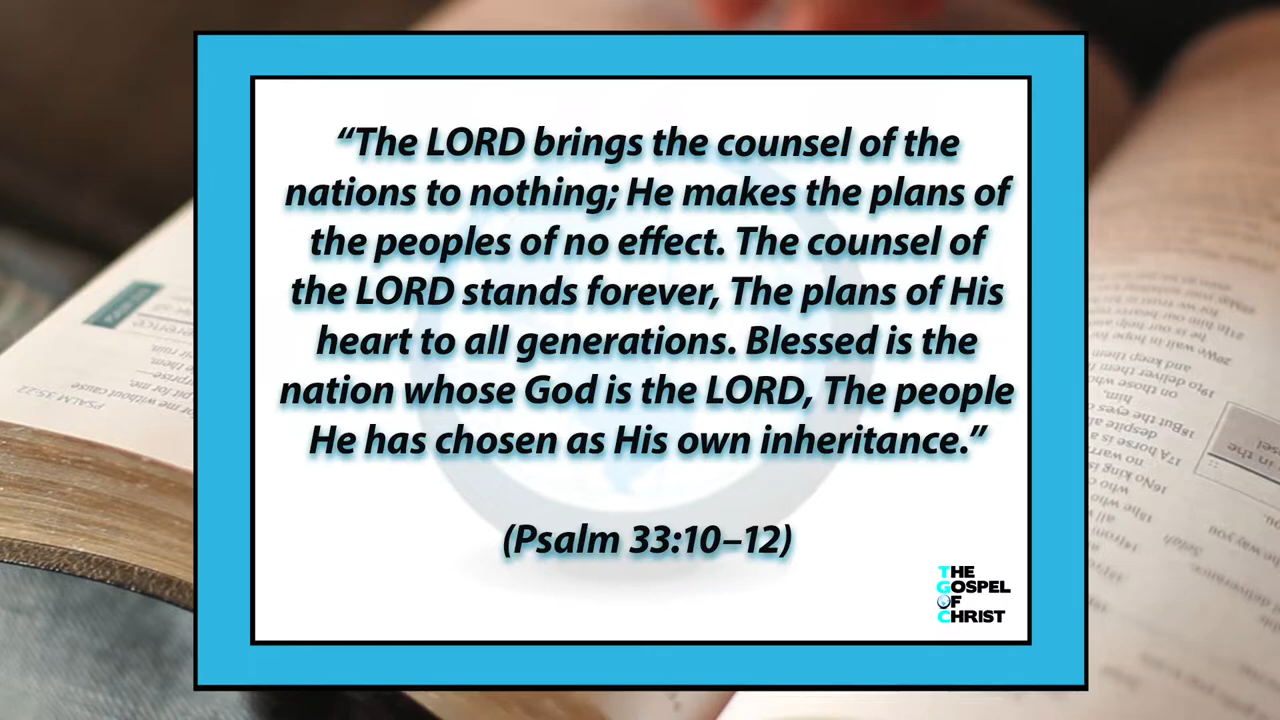 “The LORD brings the counsel of the
nations to nothing; He makes the plans of
the peoples of no effect. The counsel of
the LORD stands forever, The plans of His
heart to all generations. Blessed is the
nation whose God is the LORD, The people
He has chosen as His own inheritance.”
(Psalm 33:10–12)
THE
GOSPEL
OF
CHRIST
PSALM 35:22